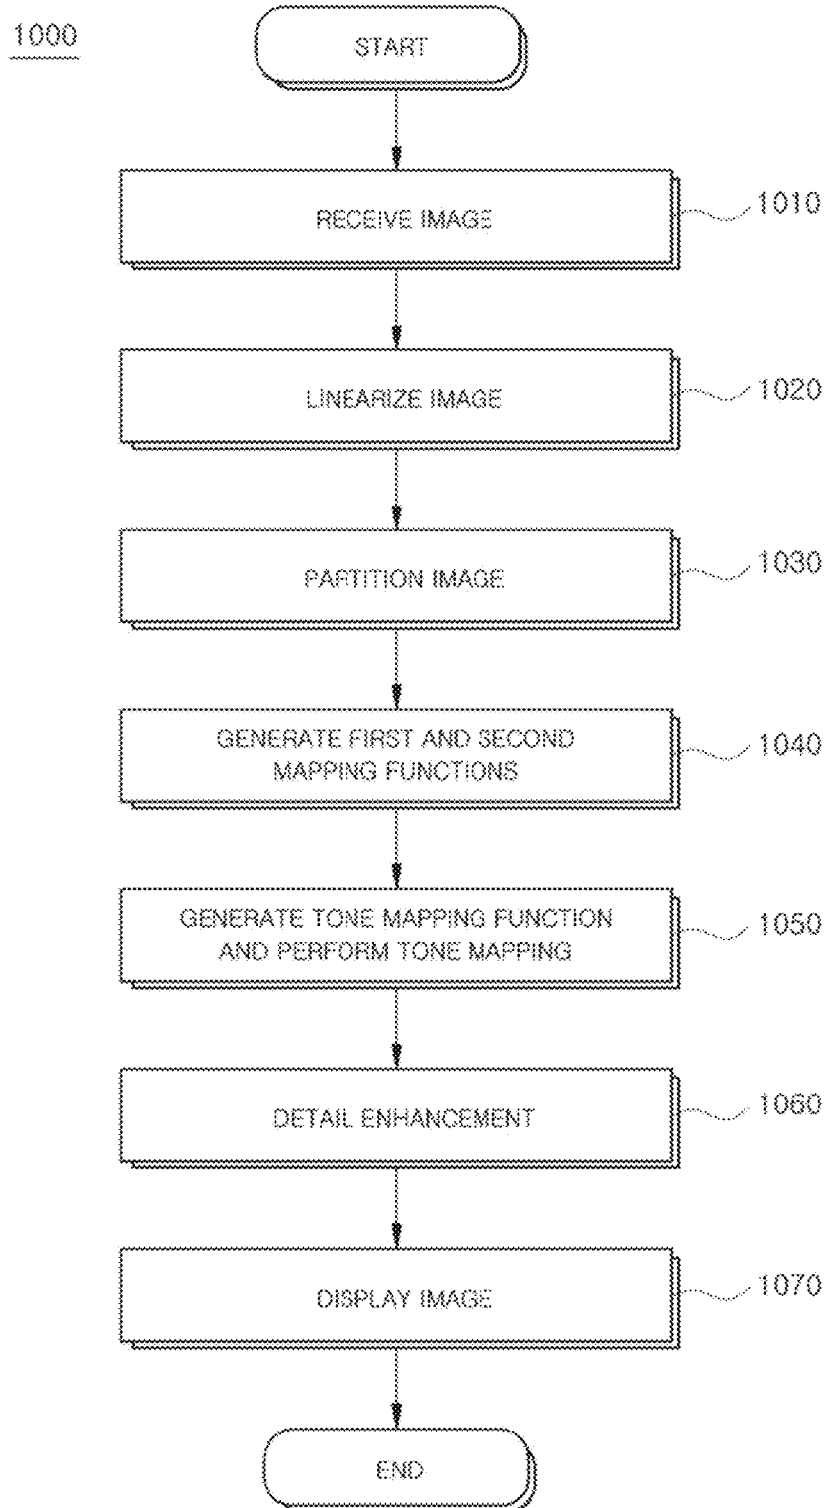 1000
START
RECEIVE IMAGE
1010
LINEARIZE IMAGE
1020
PARTITION IMAGE
1030
GENERATE FIRST AND SECOND
MAPPING FUNCTIONS
1040
GENERATE TONE MAPPING FUNCTION
AND PERFORM TONE MAPPING
1050
DETAIL ENHANCEMENT
1060
DISPLAY IMAGE
1070
END